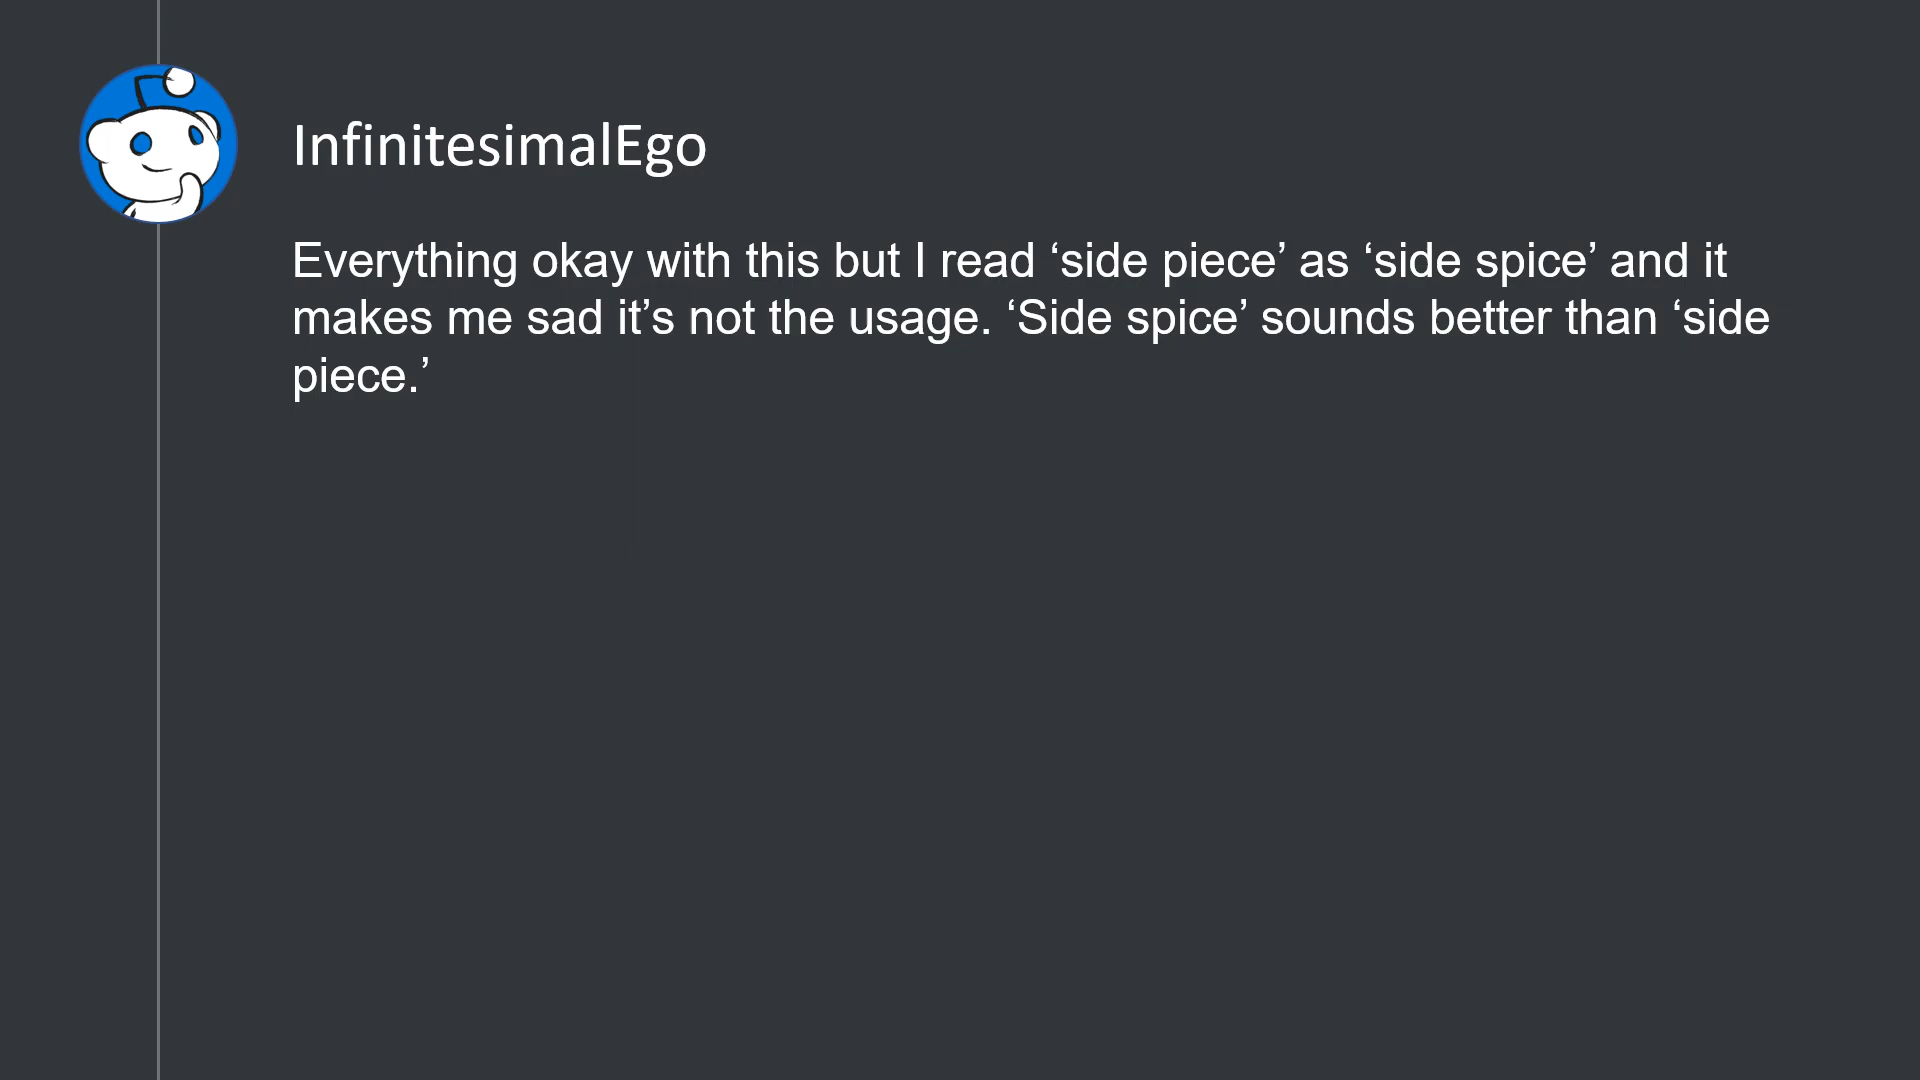 InfinitesimalEgo
Everything okay with this but I read ‘side piece’ as ‘side spice’ and it
makes me sad it’s not the usage. ‘Side spice’ sounds better than ‘side
piece.’